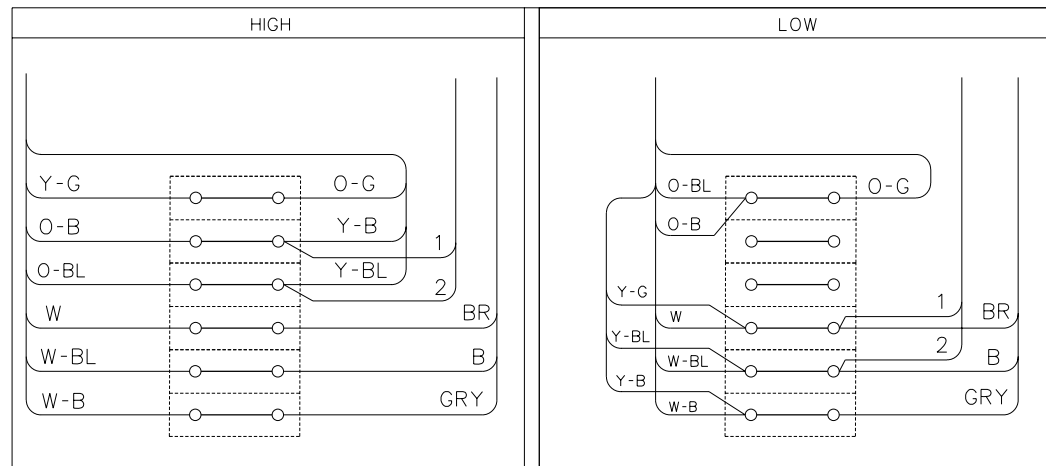 HIGH
Y-G O-G
O-B Y-B 1
O-BL Y-BL 2
W BR
W-BL B
W-B GRY
LOW
O-BL O-G
O-B
Y-G
W 1 BR
Y-BL
W-BL 2 B
Y-B
W-B GRY